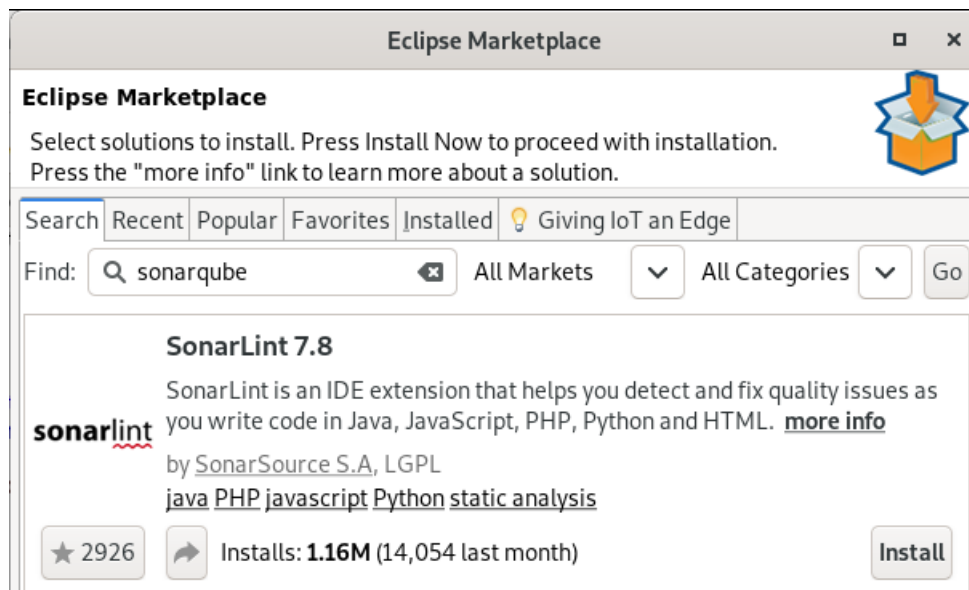 Eclipse Marketplace
Eclipse Marketplace
Select solutions to install. Press Install Now to proceed with installation.
Press the "more info" link to learn more about a solution.
Search Recent Popular Favorites Installed Giving IoT an Edge
Find: sonarqube All Markets All Categories Go
SonarLint 7.8
SonarLint is an IDE extension that helps you detect and fix quality issues as
you write code in Java, JavaScript, PHP, Python and HTML. more info
sonarlint
by SonarSource S.A, LGPL
java PHP javascript Python static analysis
2926 Installs: 1.16M (14,054 last month) Install